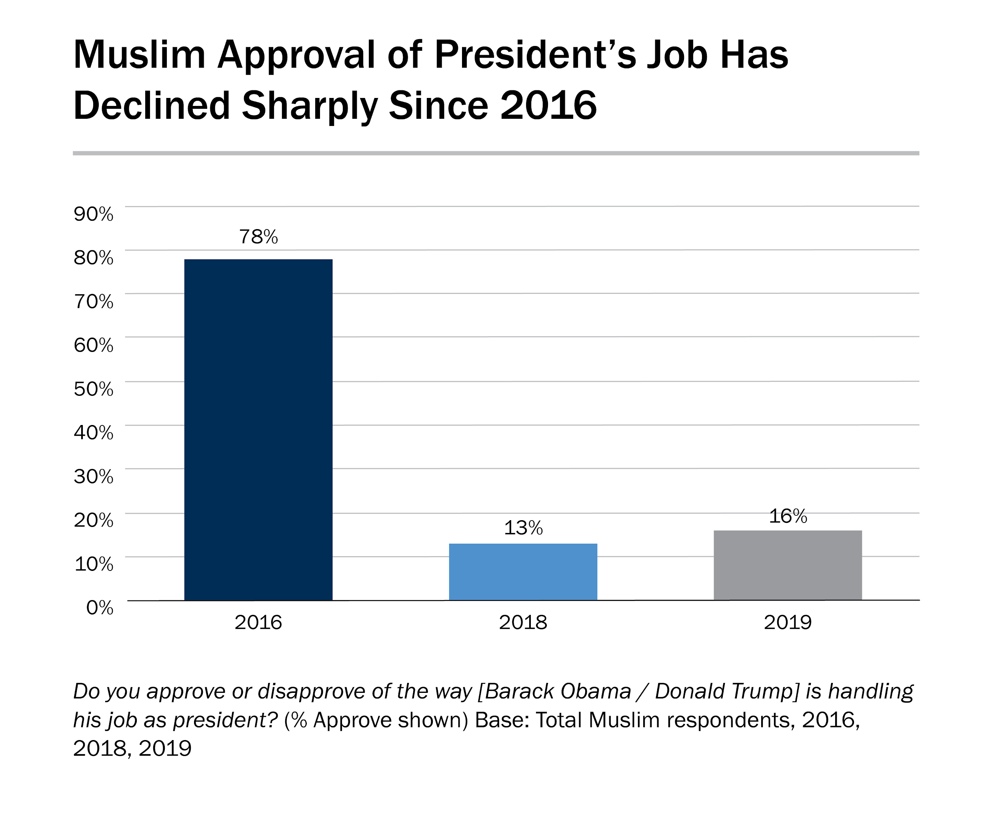 Muslim Approval of President’s Job Has
Declined Sharply Since 2016
90%
78%
80%
70%
60%
50%
40%
30%
20%
16%
13%
10%
0%
2016 2018 2019
Do you approve or disapprove of the way [Barack Obama / Donald Trump] is handling
his job as president? (% Approve shown) Base: Total Muslim respondents, 2016,
2018, 2019